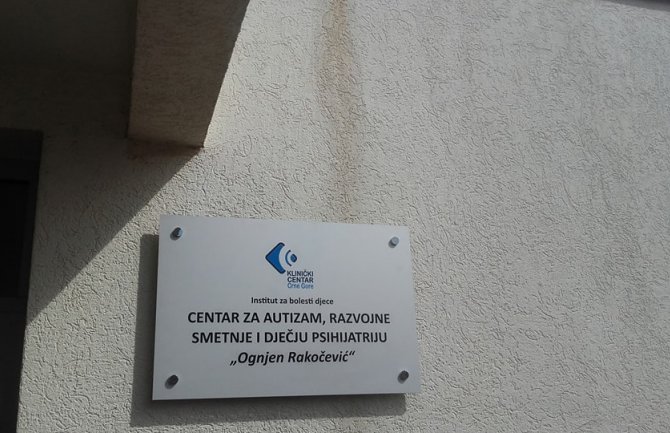 KLINIČKI
CENTAR
Crne Gore
Institut za bolesti djece
CENTAR ZA AUTIZAM, RAZVOJNE
SMETNJE I DJEČJU PSIHIJATRIJU
„Ognjen Rakočević“